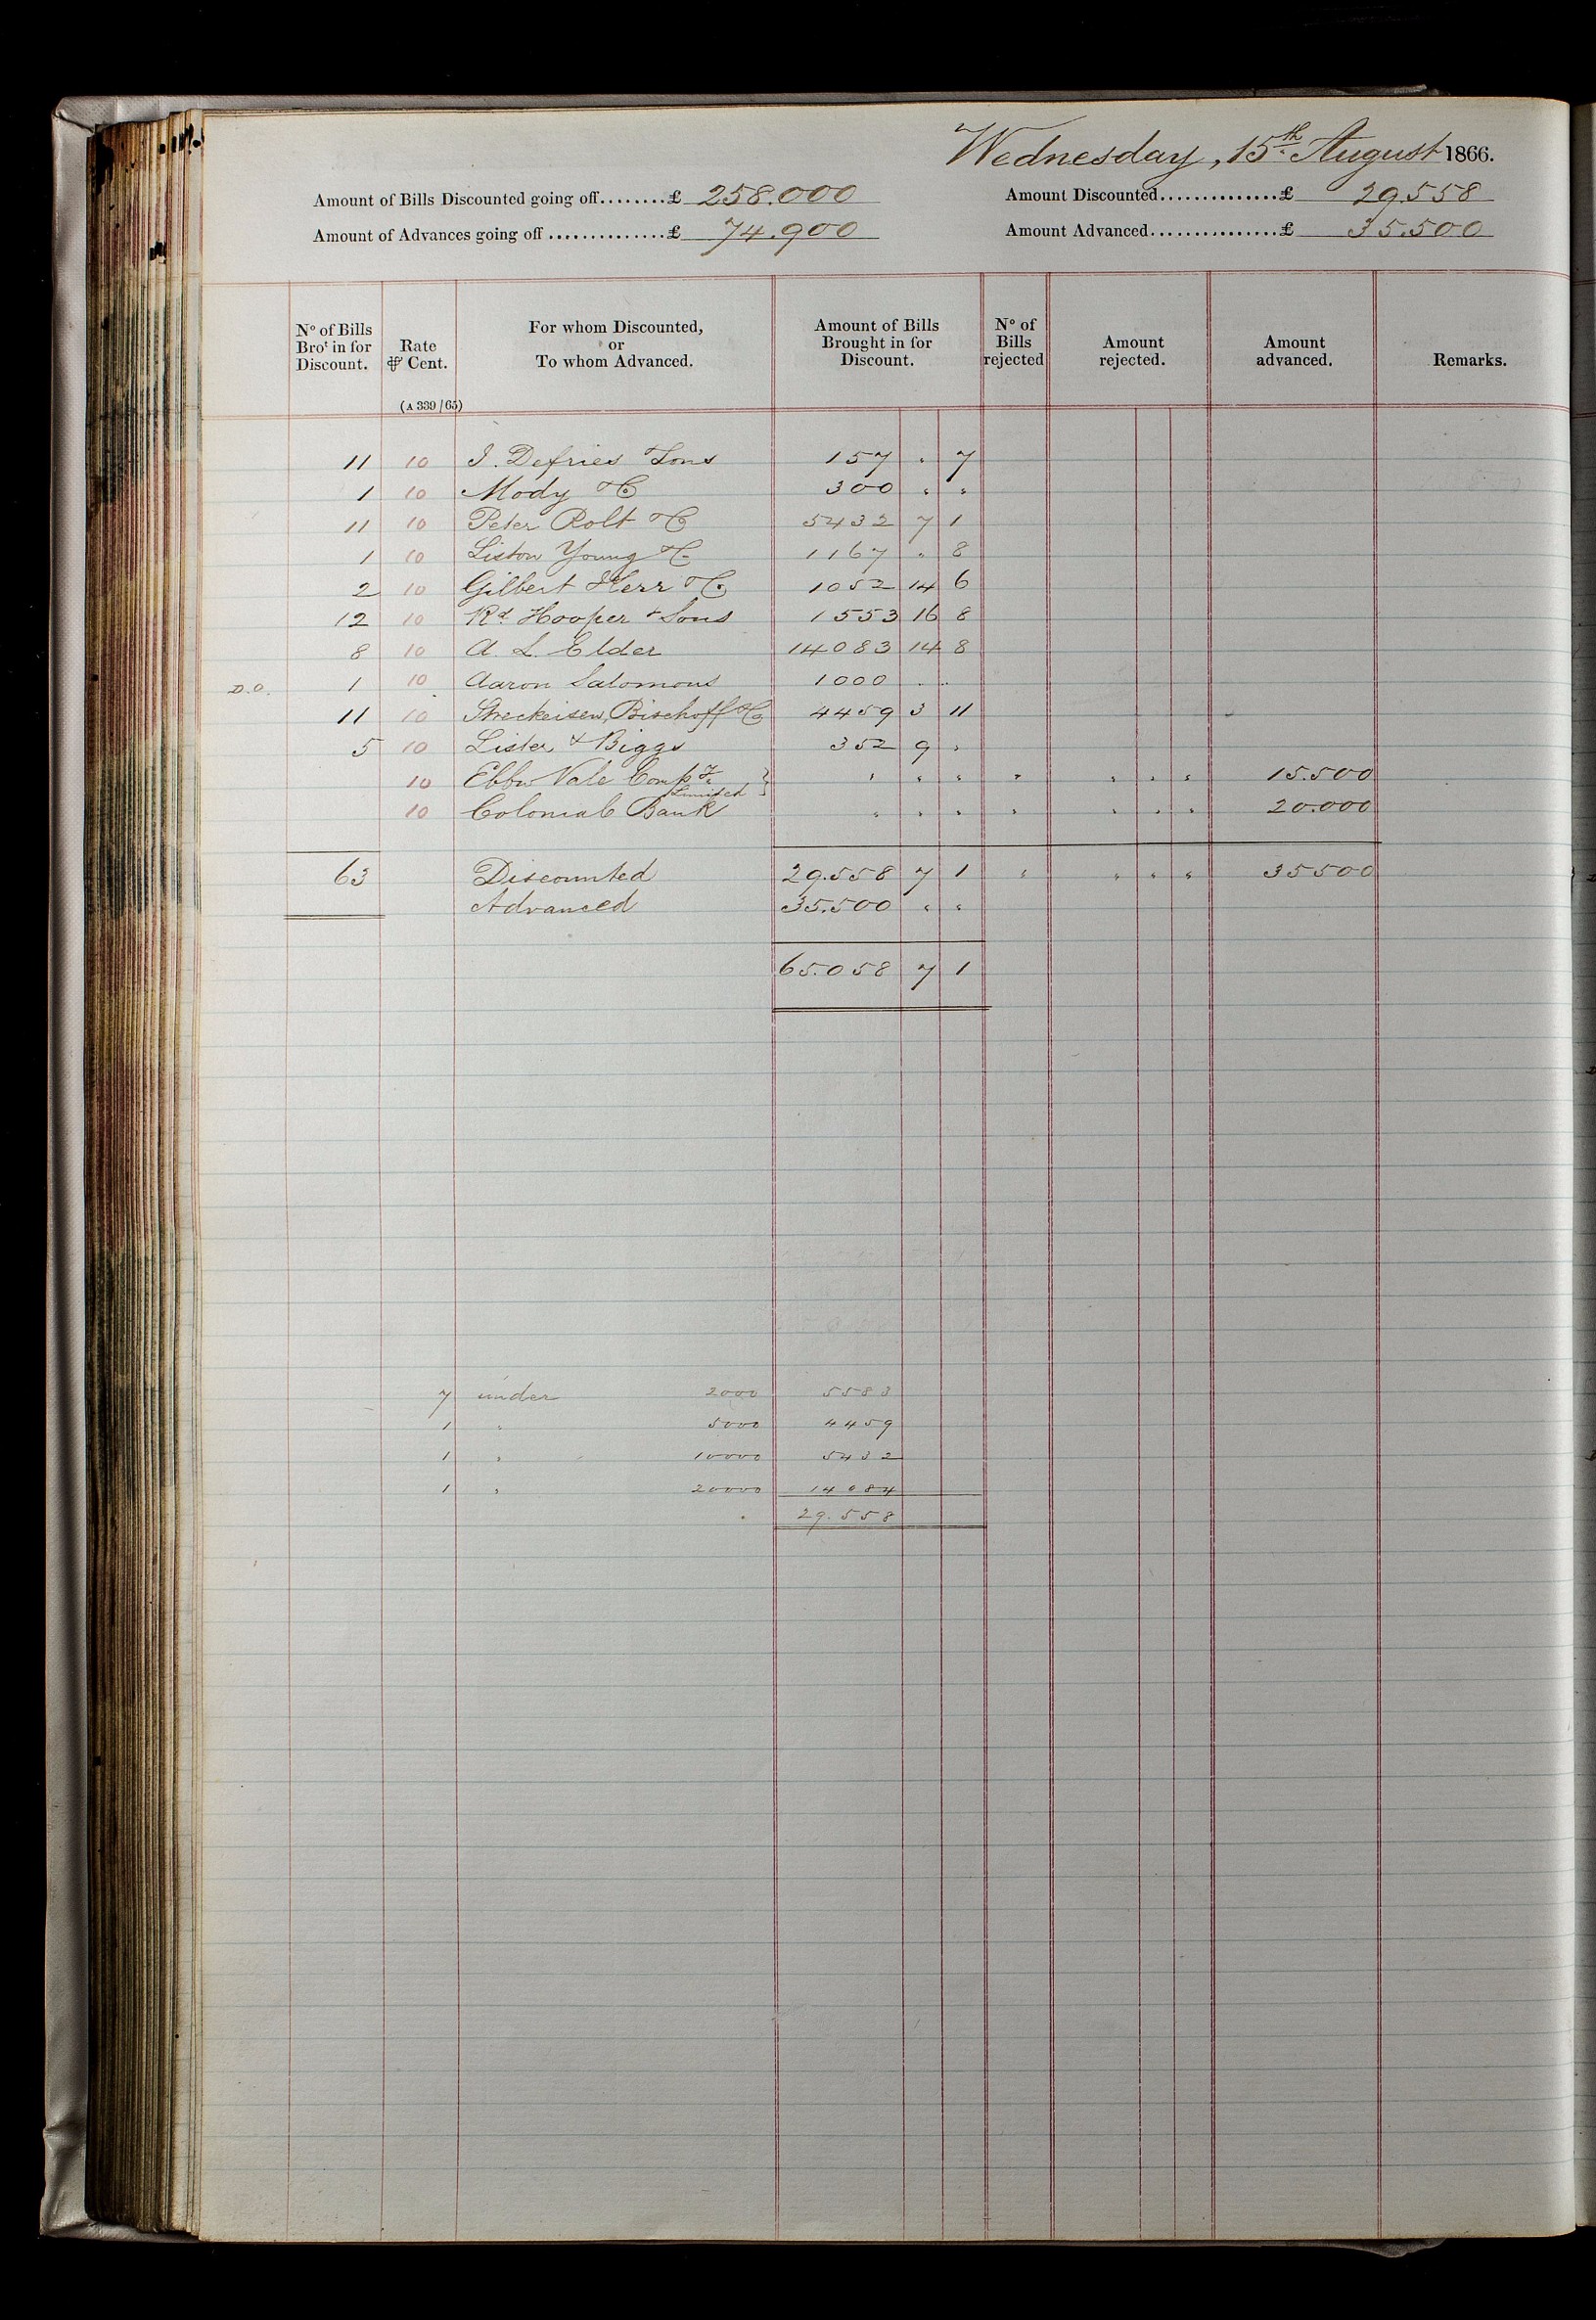 Wednesday, 15th August 1866.
Amount of Bills Discounted going off........£ 258.000
Amount Discounted..............£ 29.558
Amount of Advances going off ..............£ 74.900
Amount Advanced...............£ 35.500
No of Bills Brot in for Discount. Rate ⅌ Cent. For whom Discounted, or To whom Advanced. Amount of Bills Brought in for Discount. No of Bills rejected Amount rejected. Amount advanced. Remarks.
(A 339/65)
11 10 J. Defries & Sons 157 " 7
1 10 Mody & Co 300 " "
11 10 Peter Rolt & Co 5432 7 1
1 10 Liston Young & Co 1167 " 8
2 10 Gilbert Kerr & Co 1052 14 6
12 10 Rd Hooper & Sons 1553 16 8
8 10 A. L. Elder 14083 14 8
D.O. 1 10 Aaron Salomons 1000 " "
11 10 Streckeisen, Bischoff & Co 4459 3 11
5 10 Lister & Biggs 352 9 "
10 Ebbw Vale Compy } " " " " " " " 15.500
Limited
10 Colonial Bank " " " " " " " 20.000
63 Discounted 29.558 7 1 " " " " 35500
Advanced 35.500 " "
65.058 7 1
7 under 2000 5583
1 " 5000 4459
1 " 10000 5432
1 " 20000 14084
29.558